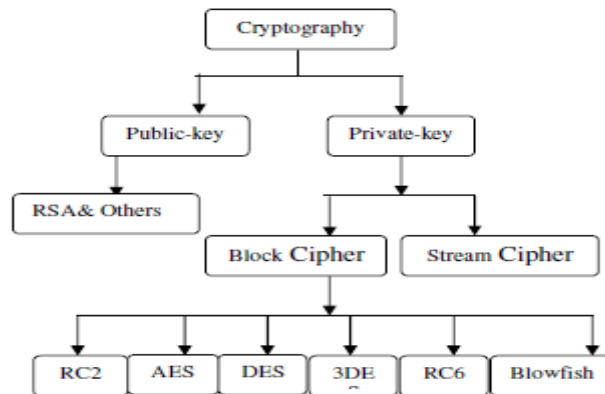 Cryptography
Public-key
Private-key
RSA& Others
Block Cipher
Stream Cipher
RC2
AES
DES
3DE
S
RC6
Blowfish